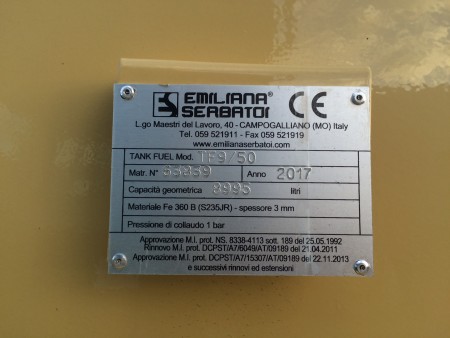 EMILIANA®
SERBATOI CE
L.go Maestri del Lavoro, 40 - CAMPOGALLIANO (MO) Italy
Tel. 059 521911 - Fax 059 521919
www.emilianaserbatoi.com
TANK FUEL Mod. TF9/50
Matr. N° Anno 2017
Capacità geometrica litri
Materiale Fe 360 B (S235JR) - spessore 3 mm
Pressione di collaudo 1 bar
Approvazione M.I. prot. NS. 8338-4113 sott. 189 del 25.05.1992
Rinnovo M.I. prot. DCPST/A7/6049/AT/09189 del 21.04.2011
Approvazione M.I. prot. DCPST/A7/15307/AT/09189 del 22.11.2013
e successivi rinnovi ed estensioni